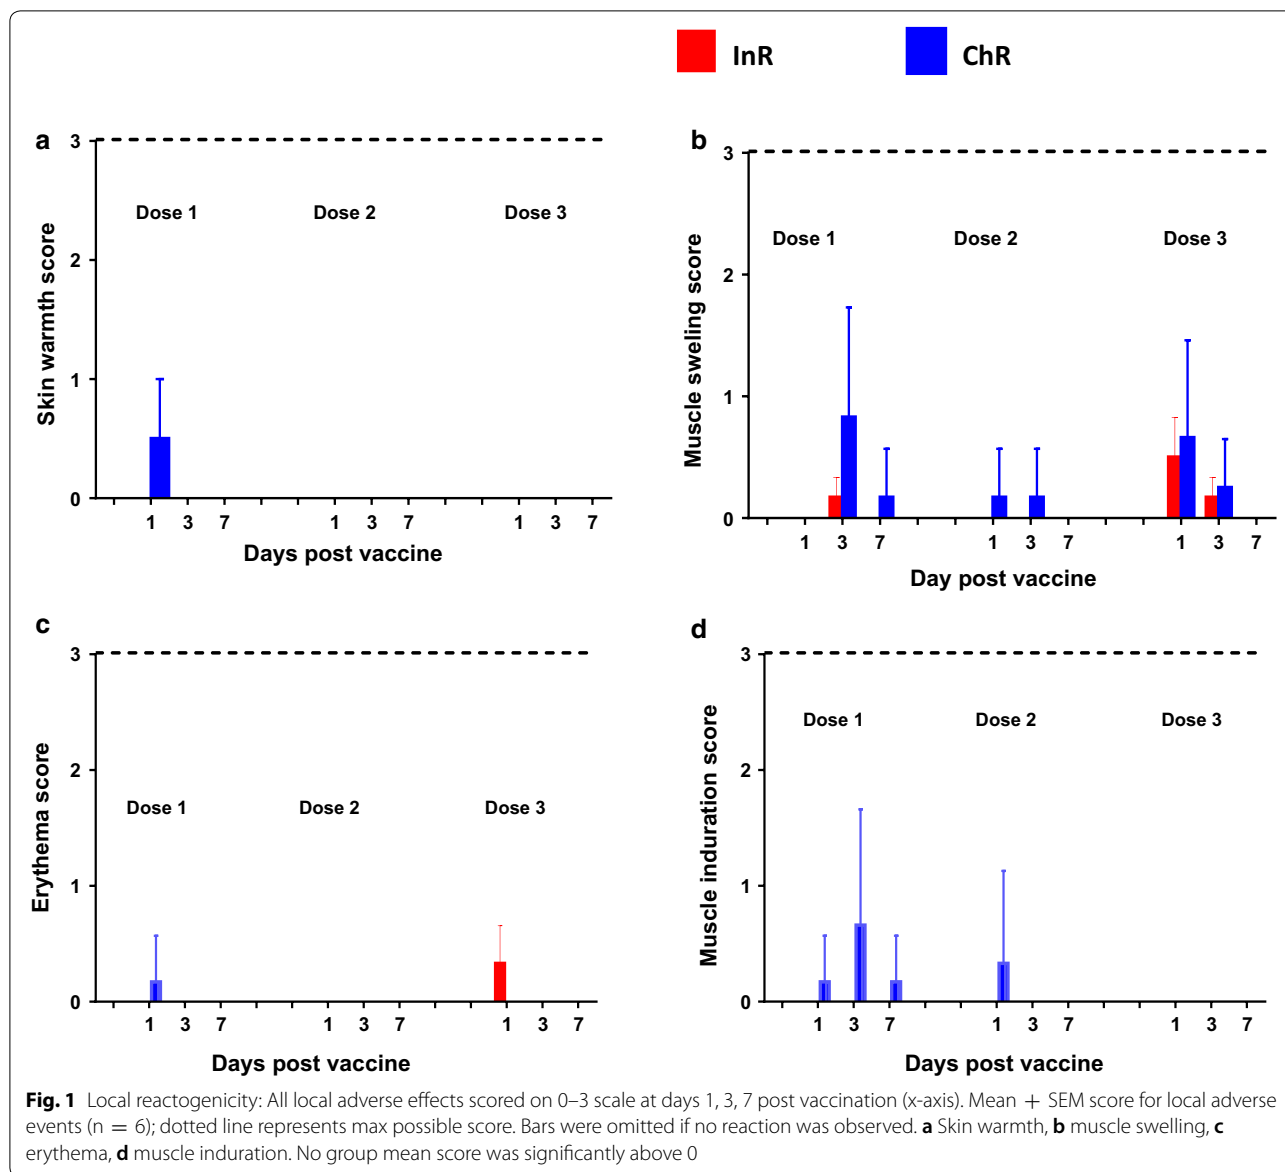 InR ChR
a
3
Dose 1 Dose 2 Dose 3
2
1
0
1 3 7 1 3 7 1 3 7
Skin warmth score
Days post vaccine
b
3
Dose 1 Dose 2 Dose 3
2
1
0
1 3 7 1 3 7 1 3 7
Muscle sweling score
Day post vaccine
c
3
2
Dose 1 Dose 2 Dose 3
1
0
1 3 7 1 3 7 1 3 7
Erythema score
Days post vaccine
d
3
Dose 1 Dose 2 Dose 3
2
1
0
1 3 7 1 3 7 1 3 7
Muscle induration score
Days post vaccine
Fig. 1 Local reactogenicity: All local adverse effects scored on 0–3 scale at days 1, 3, 7 post vaccination (x-axis). Mean + SEM score for local adverse
events (n = 6); dotted line represents max possible score. Bars were omitted if no reaction was observed. a Skin warmth, b muscle swelling, c
erythema, d muscle induration. No group mean score was significantly above 0